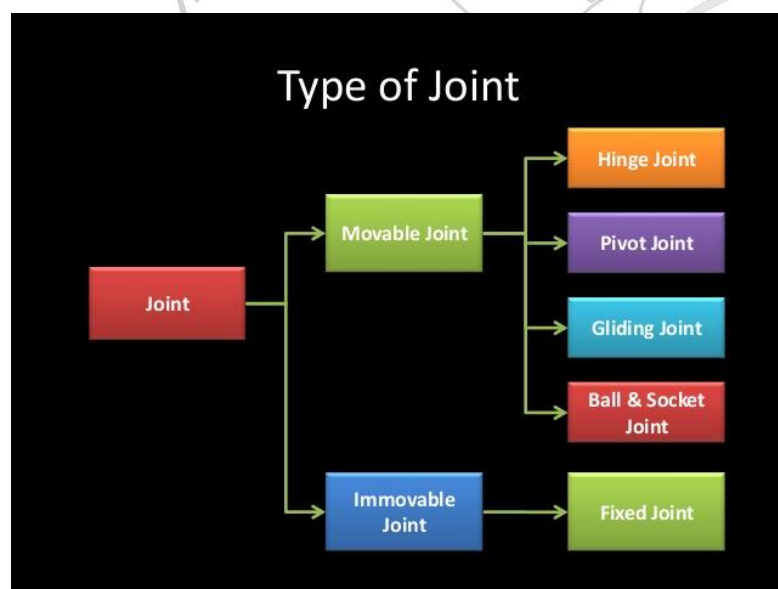 Type of Joint
Hinge Joint
Movable Joint
Pivot Joint
Joint
Gliding Joint
Ball & Socket
Joint
Immovable
Joint
Fixed Joint